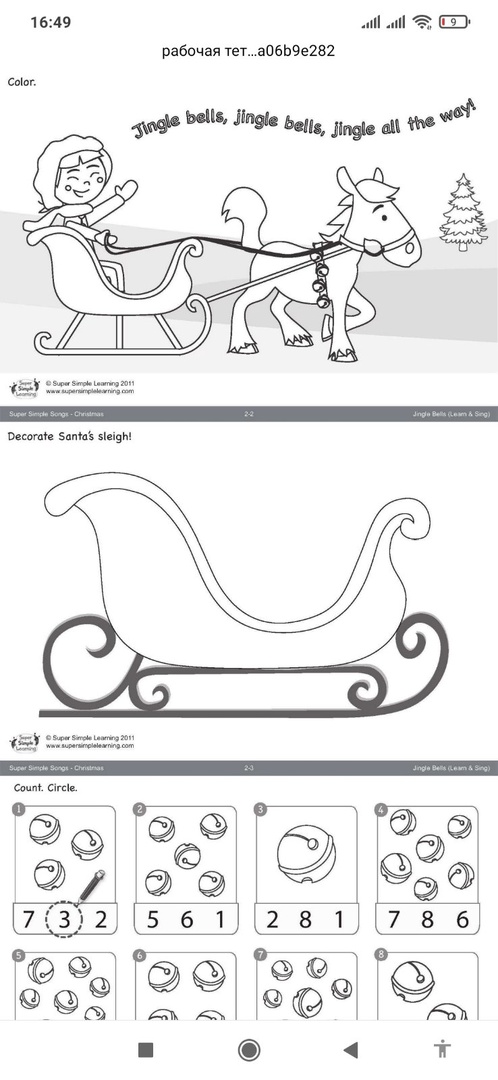 16:49
9
рабочая тет...a06b9e282
Color.
Jingle bells, jingle bells, jingle all the way!
Super Simple Learning
© Super Simple Learning 2011
www.supersimplelearning.com
Super Simple Songs - Christmas 2-2 Jingle Bells (Learn & Sing)
Decorate Santa's sleigh!
Super Simple Learning
© Super Simple Learning 2011
www.supersimplelearning.com
Super Simple Songs - Christmas 2-3 Jingle Bells (Learn & Sing)
Count. Circle.
1 2 3 4
7 3 2 5 6 1 2 8 1 7 8 6
5 6 7 8